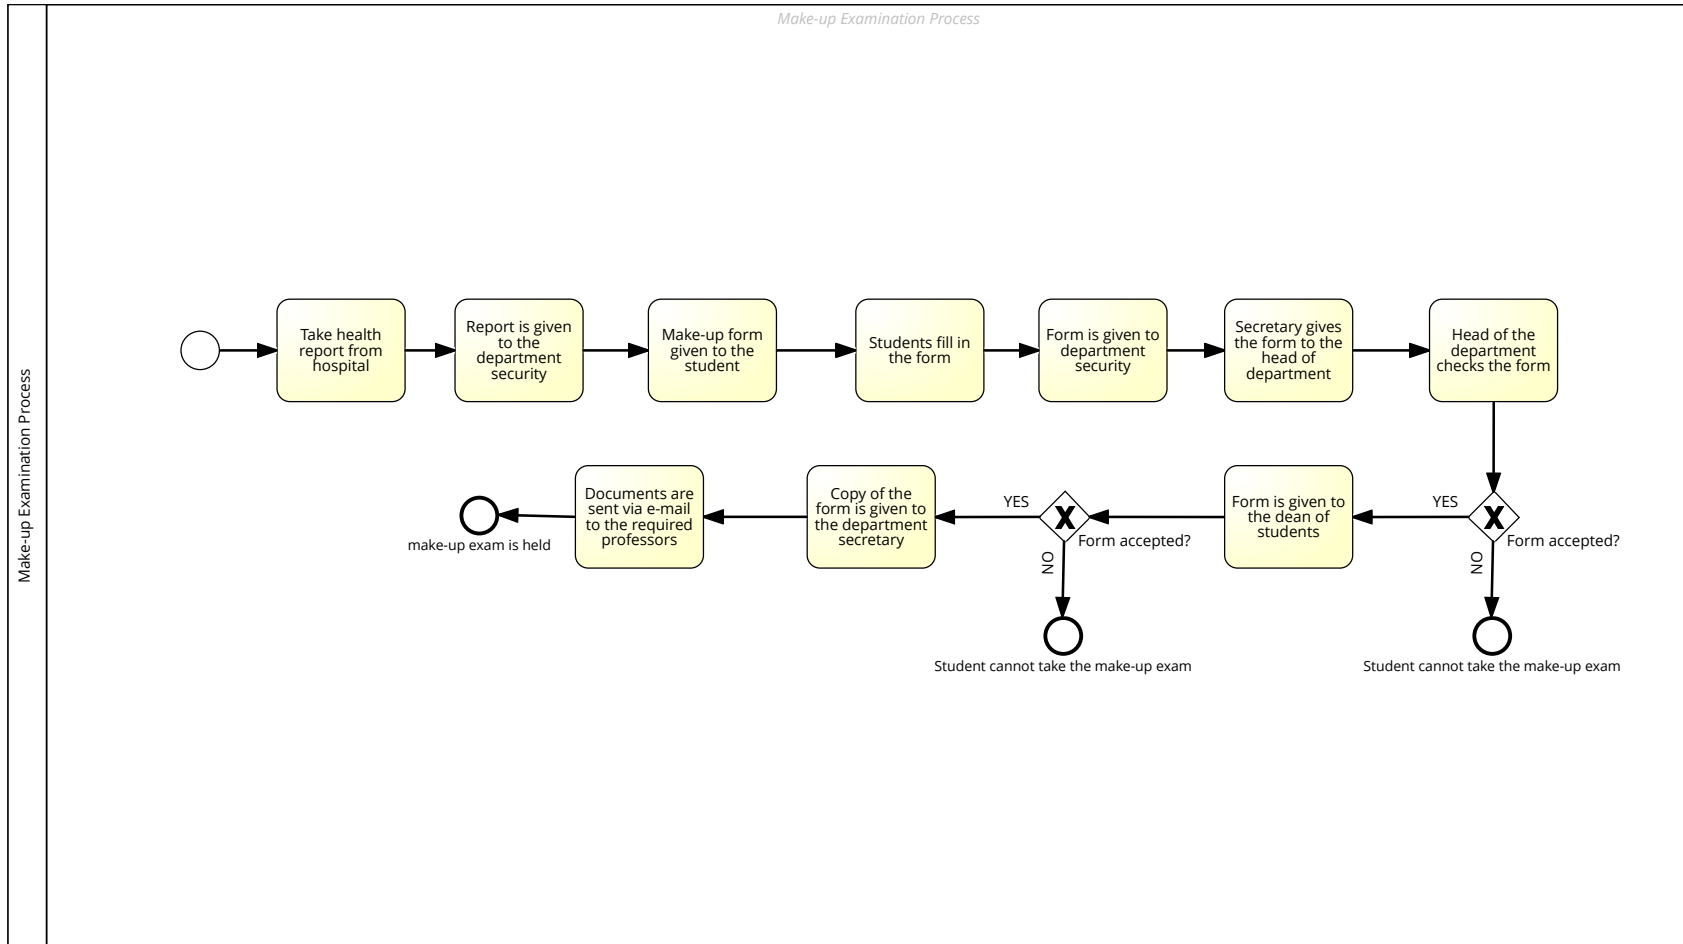 Make-up Examination Process
Make-up Examination Process
Take health
report from
hospital
Report is given
to the
department
security
Make-up form
given to the
student
Students fill in
the form
Form is given to
department
security
Secretary gives
the form to the
head of
department
Head of the
department
checks the form
Documents are
sent via e-mail
to the required
professors
make-up exam is held
Copy of the
form is given to
the department
secretary
YES
Form accepted?
NO
Student cannot take the make-up exam
Form is given to
the dean of
students
YES
Form accepted?
NO
Student cannot take the make-up exam